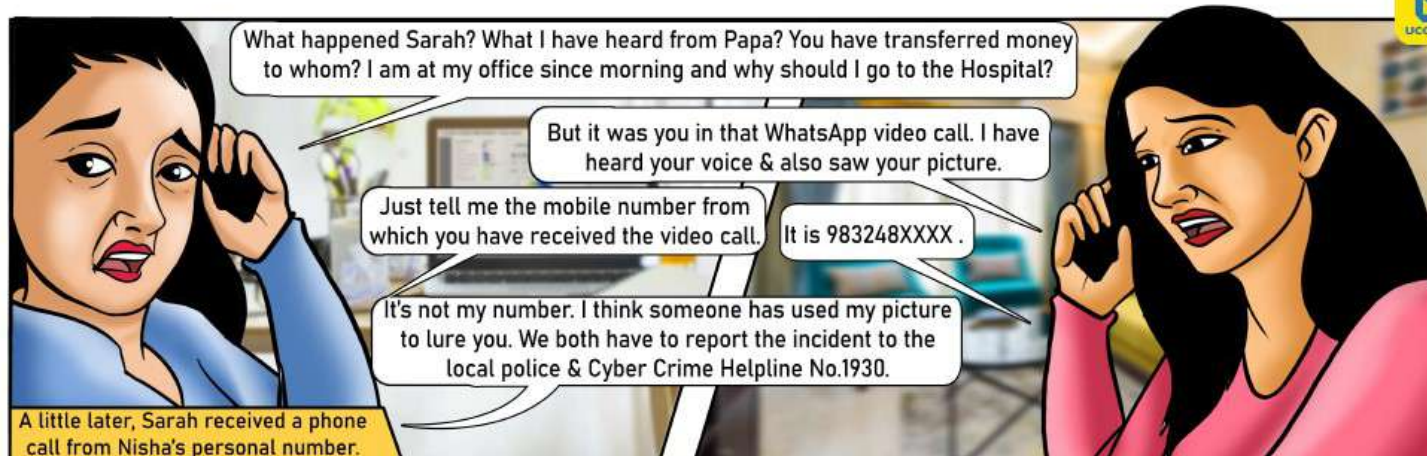 What happened Sarah? What I have heard from Papa? You have transferred money
to whom? I am at my office since morning and why should I go to the Hospital?
But it was you in that WhatsApp video call. I have
heard your voice & also saw your picture.
Just tell me the mobile number from
which you have received the video call.
It is 983248XXXX .
It's not my number. I think someone has used my picture
to lure you. We both have to report the incident to the
local police & Cyber Crime Helpline No.1930.
A little later, Sarah received a phone
call from Nisha's personal number.